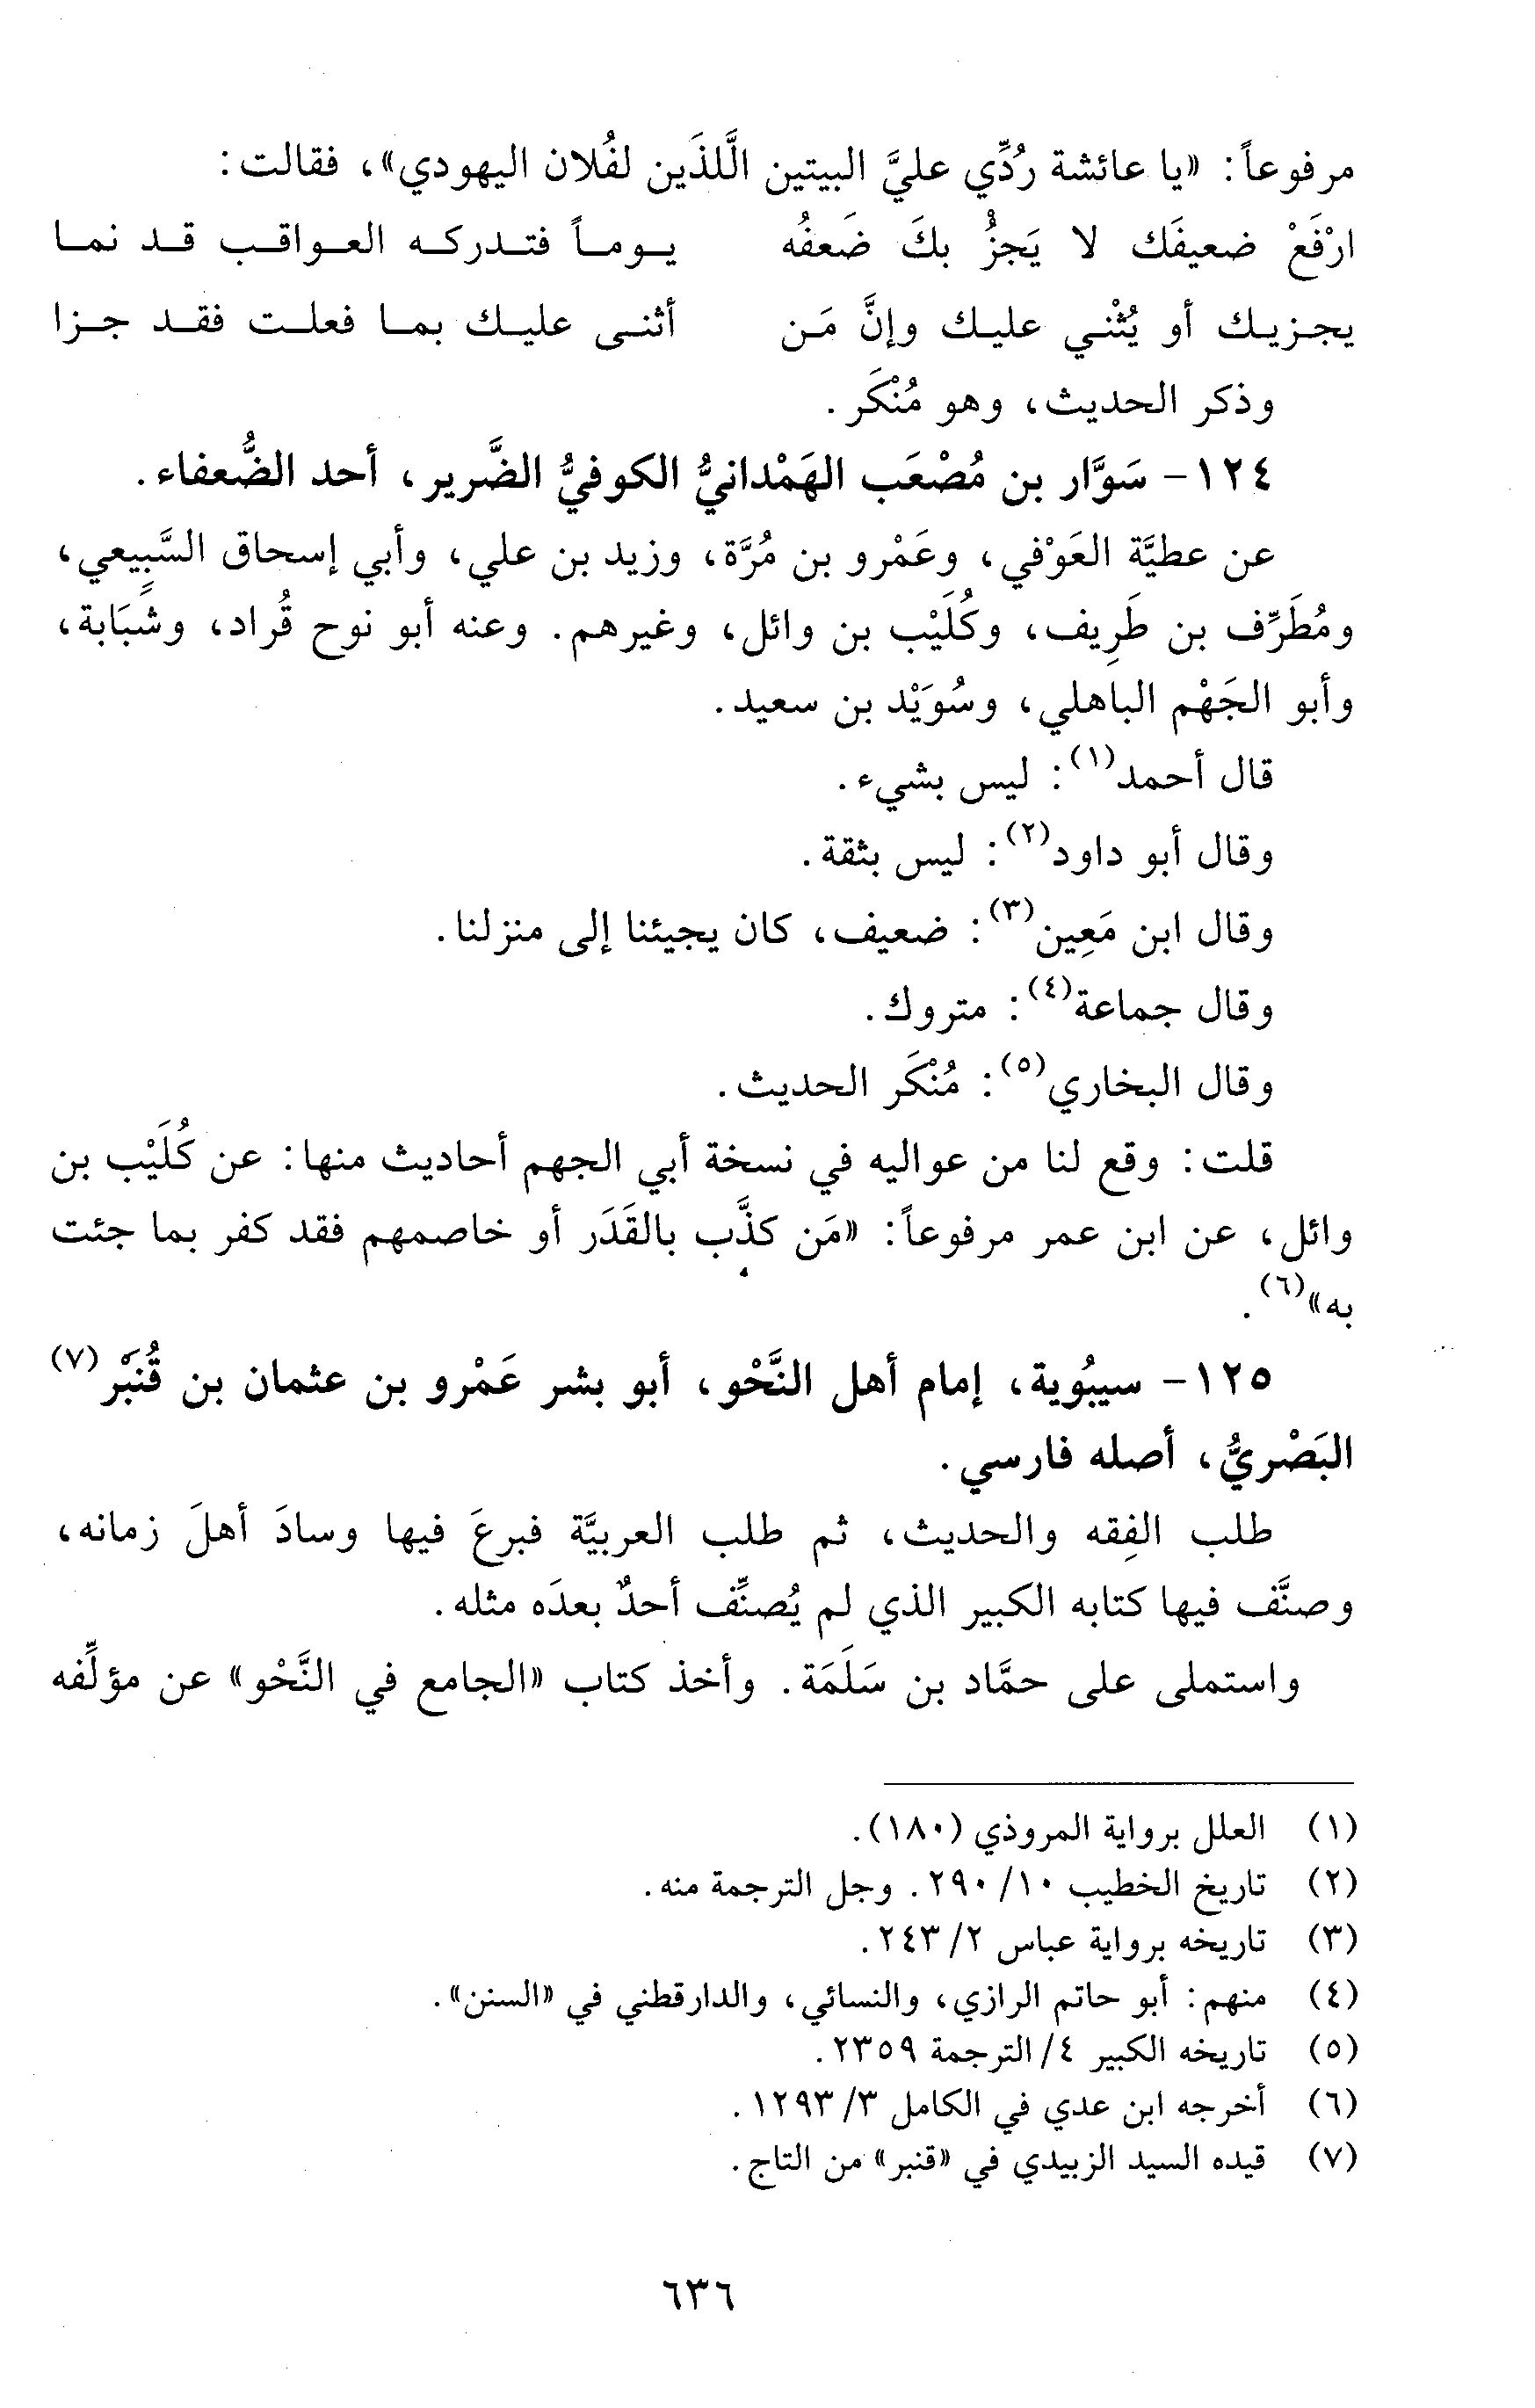 مرفوعاً: «يا عائشة رُدِّي عليَّ البيتين الَّلذَين لفُلان اليهودي»، فقالت:
ارْفَعْ ضعيفَك لا يَجزُّ بكَ ضَعفُه يوماً فتدركه العواقب قد نما
يجزيك أو يُثْني عليك وإنَّ مَن أثنى عليك بما فعلت فقد جزا
وذكر الحديث، وهو مُنْكَر.
١٢٤- سَوَّار بن مُصْعَب الهَمْدانيُّ الكوفيُّ الضَّرير، أحد الضُّعفاء.
عن عطيَّة العَوْفي، وعَمْرو بن مُرَّة، وزيد بن علي، وأبي إسحاق السَّبِيعي،
ومُطَرِّف بن طَرِيف، وكُلَيْب بن وائل، وغيرهم. وعنه أبو نوح قُراد، وشَبَابة،
وأبو الجَهْم الباهلي، وسُوَيْد بن سعيد.
قال أحمد(١): ليس بشيء.
وقال أبو داود(٢): ليس بثقة.
وقال ابن مَعِين(٣): ضعيف، كان يجيئنا إلى منزلنا.
وقال جماعة(٤): متروك.
وقال البخاري(٥): مُنْكَر الحديث.
قلت: وقع لنا من عواليه في نسخة أبي الجهم أحاديث منها: عن كُلَيْب بن
وائل، عن ابن عمر مرفوعاً: «مَن كذَّب بالقَدَر أو خاصمهم فقد كفر بما جئت
به»(٦).
١٢٥- سيبُوية، إمام أهل النَّحْو، أبو بشر عَمْرو بن عثمان بن قُنْبَر(٧)
البَصْريُّ، أصله فارسي.
طلب الفِقه والحديث، ثم طلب العربيَّة فبرعَ فيها وسادَ أهلَ زمانه،
وصنَّف فيها كتابه الكبير الذي لم يُصنِّف أحدٌ بعدَه مثله.
واستملى على حمَّاد بن سَلَمَة. وأخذ كتاب «الجامع في النَّحْو» عن مؤلِّفه
(١) العلل برواية المروذي (١٨٠).
(٢) تاريخ الخطيب ١٠/ ٢٩٠. وجل الترجمة منه.
(٣) تاريخه برواية عباس ٢/ ٢٤٣.
(٤) منهم: أبو حاتم الرازي، والنسائي، والدارقطني في «السنن».
(٥) تاريخه الكبير ٤/ الترجمة ٢٣٥٩.
(٦) أخرجه ابن عدي في الكامل ٣/ ١٢٩٣.
(٧) قيده السيد الزبيدي في «قنبر» من التاج.
٦٣٦